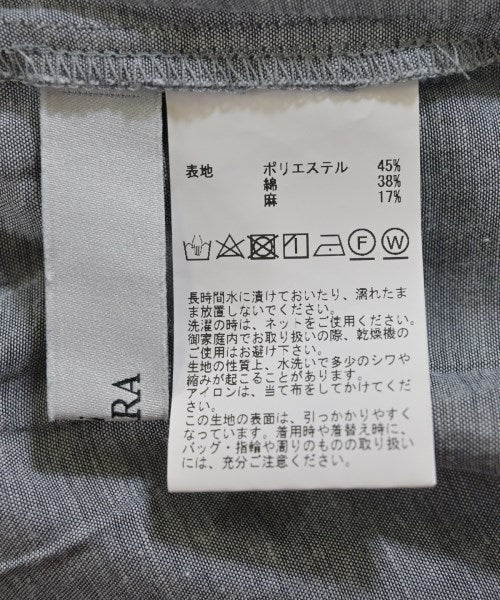 表地 ポリエステル 45%
綿 38%
麻 17%
F W
長時間水に漬けておいたり、濡れたま
ま放置しないでください。
洗濯の時は、ネットをご使用ください。
御家庭内でお取り扱いの際、乾燥機の
ご使用はお避け下さい。
生地の性質上、水洗いで多少のシワや
縮みが起こることがあります。
アイロンは、当て布をしてかけてくだ
さい。
この生地の表面は、引っかかりやすく
なっています。着用時や着替え時に、
バッグ・指輪や周りのものの取り扱い
には、充分ご注意ください。
RA